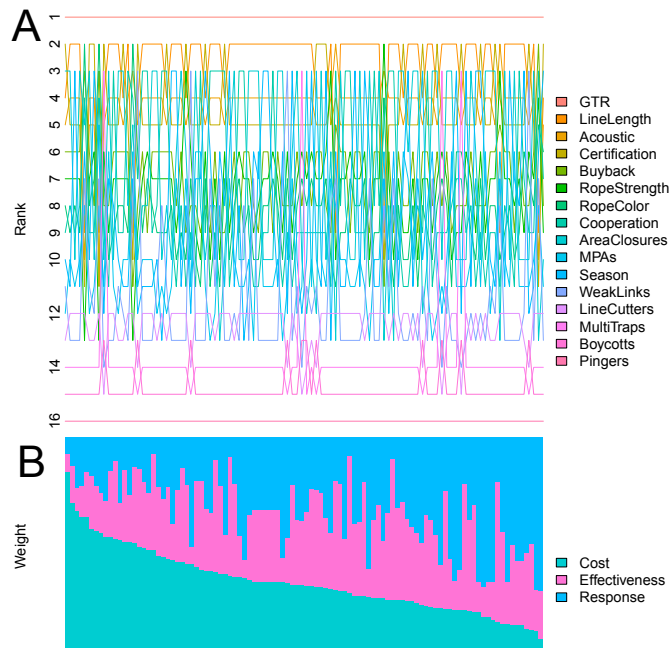 A
Rank
1
2
3
4
5
6
7
8
9
10
12
14
16
GTR
LineLength
Acoustic
Certification
Buyback
RopeStrength
RopeColor
Cooperation
AreaClosures
MPAs
Season
WeakLinks
LineCutters
MultiTraps
Boycotts
Pingers
B
Weight
Cost
Effectiveness
Response